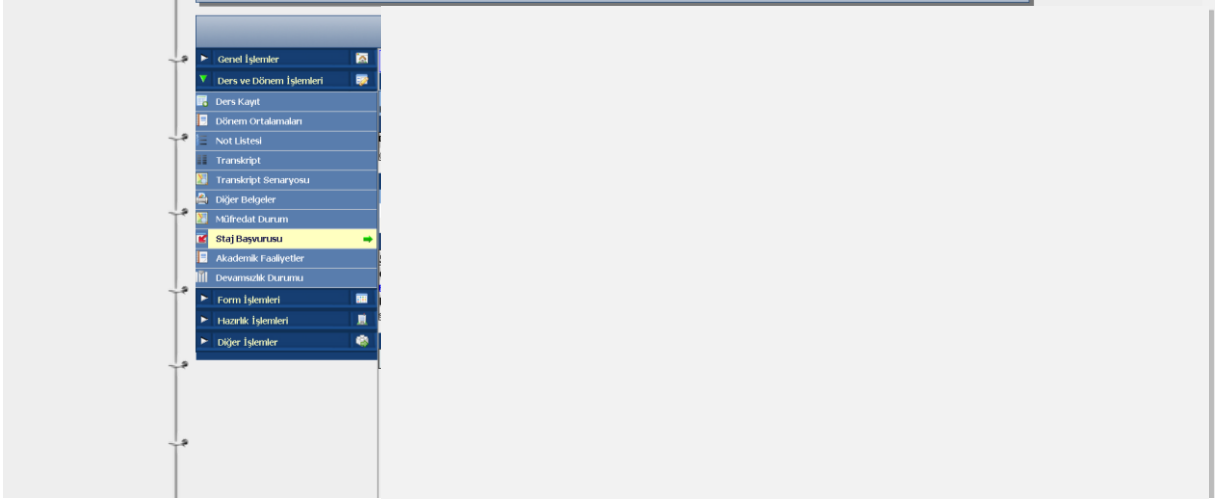 Genel İşlemler
Ders ve Dönem İşlemleri
Ders Kayıt
Dönem Ortalamaları
Not Listesi
Transkript
Transkript Senaryosu
Diğer Belgeler
Müfredat Durum
Staj Başvurusu
Akademik Faaliyetler
Devamsızlık Durumu
Form İşlemleri
Hazırlık İşlemleri
Diğer İşlemler